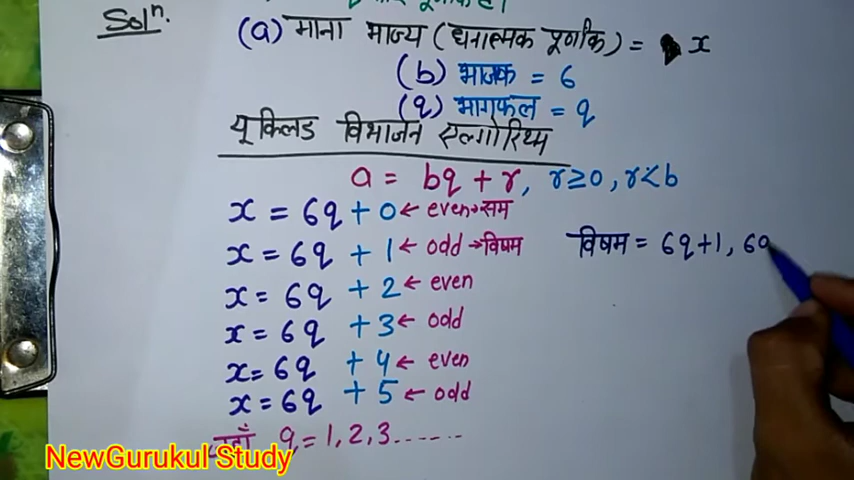 Solⁿ.
(a) माना भाज्य (धनात्मक पूर्णांक) = x
(b) भाजक = 6
(q) भागफल = q
यूक्लिड विभाजन एल्गोरिथ्म
a = bq + r, r≥0, r<b
x = 6q + 0 ← even→सम
x = 6q + 1 ← odd →विषम
विषम = 6q+1, 6q
x = 6q + 2 ← even
x = 6q + 3 ← odd
x = 6q + 4 ← even
x = 6q + 5 ← odd
जहाँ q = 1, 2, 3......
NewGurukul Study